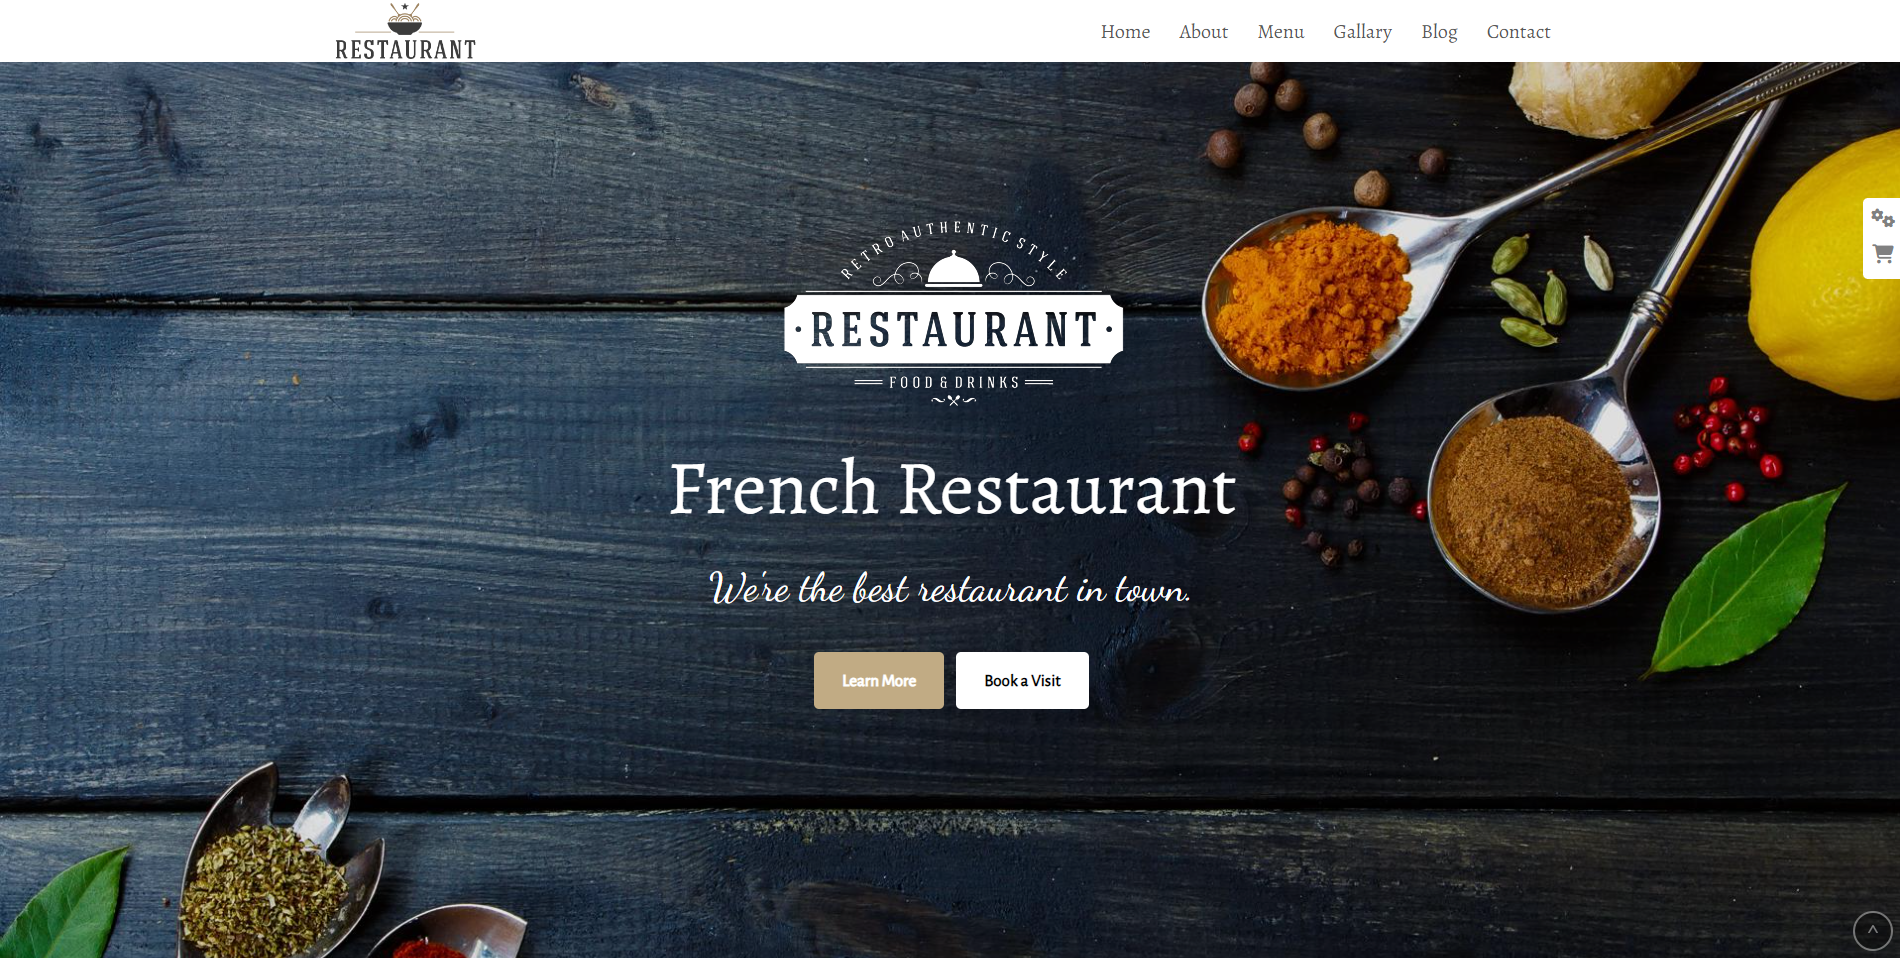 RESTAURANT
Home About Menu Gallary Blog Contact
RETRO AUTHENTIC STYLE
· RESTAURANT ·
FOOD & DRINKS
French Restaurant
We're the best restaurant in town.
Learn More Book a Visit